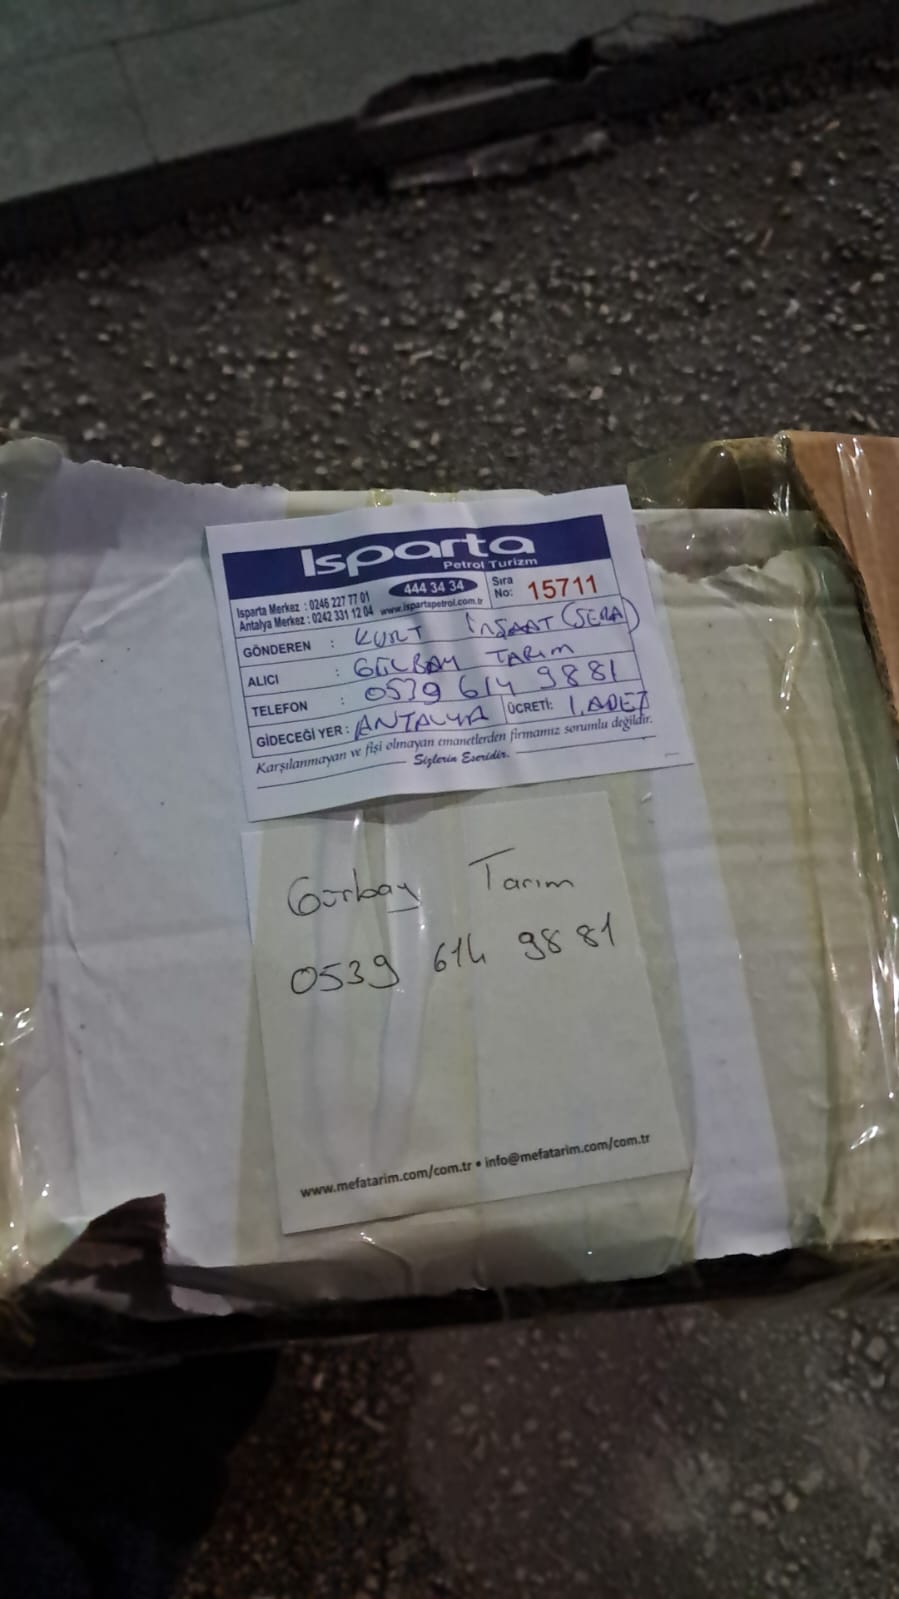 Isparta
Petrol Turizm
Isparta Merkez : 0246 227 77 01
Antalya Merkez : 0242 331 12 04
444 34 34
www.ispartapetrol.com.tr
Sıra No: 15711
GÖNDEREN : KURT İNŞAAT (SERA)
ALICI : GÜLBAY TARIM
TELEFON : 0539 614 9881
GİDECEĞİ YER : ANTALYA ÜCRETİ: 1.ADET
Karşılanmayan ve fişi olmayan emanetlerden firmamız sorumlu değildir.
Sizlerin Eseridir.
Gürbay Tarım
0539 614 9881
www.mefatarim.com/com.tr • info@mefatarim.com/com.tr